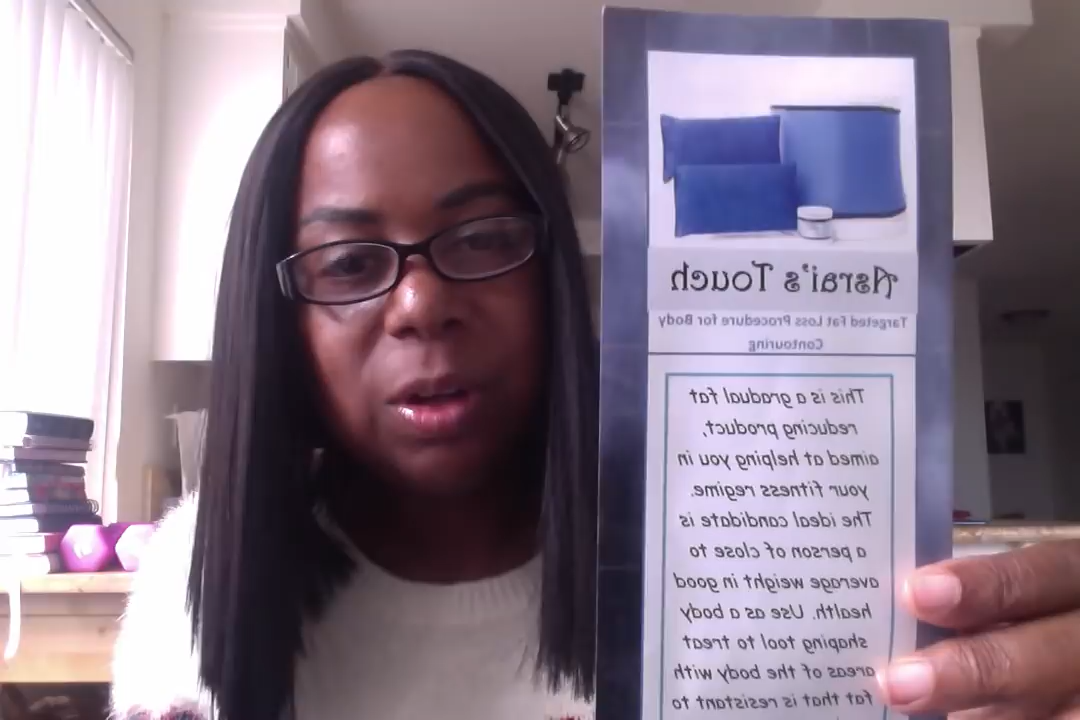 Asrai's Touch
Targeted Fat Loss Procedure for Body
Contouring
This is a gradual fat
reducing product,
aimed at helping you in
your fitness regime.
The ideal candidate is
a person of close to
average weight in good
health. Use as a body
shaping tool to treat
areas of the body with
fat that is resistant to